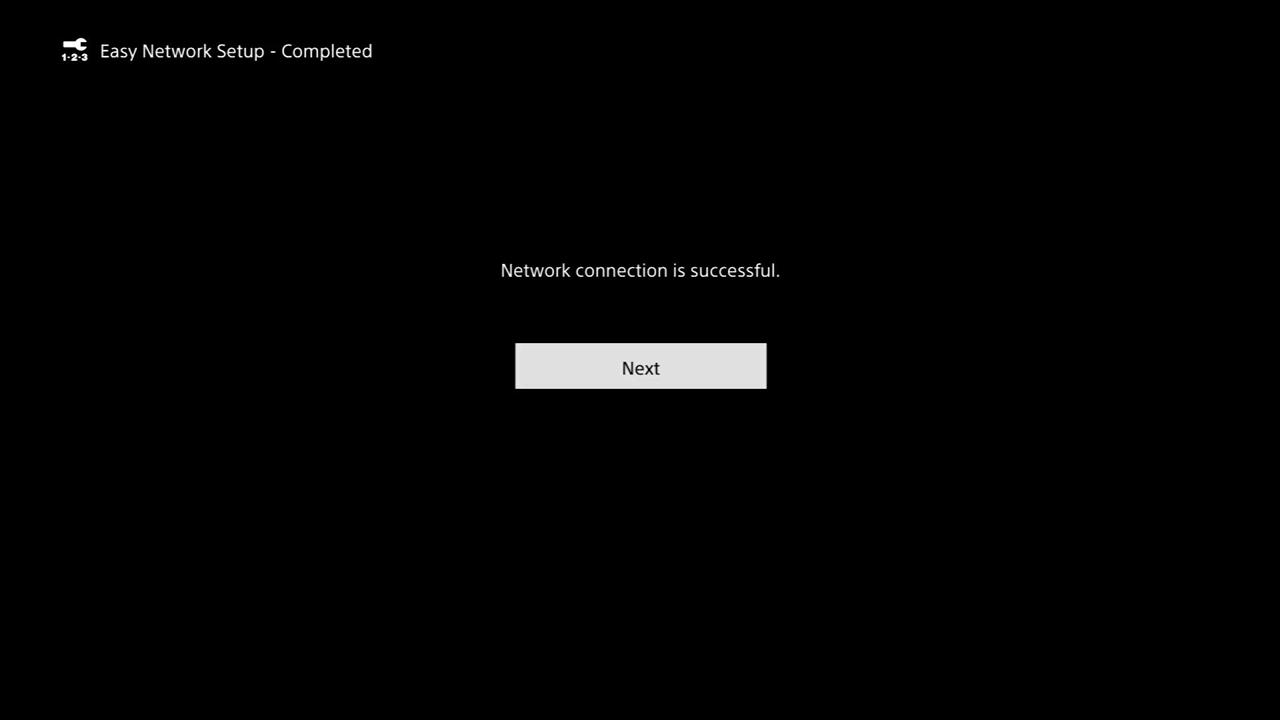 1·2·3
Easy Network Setup - Completed
Network connection is successful.
Next